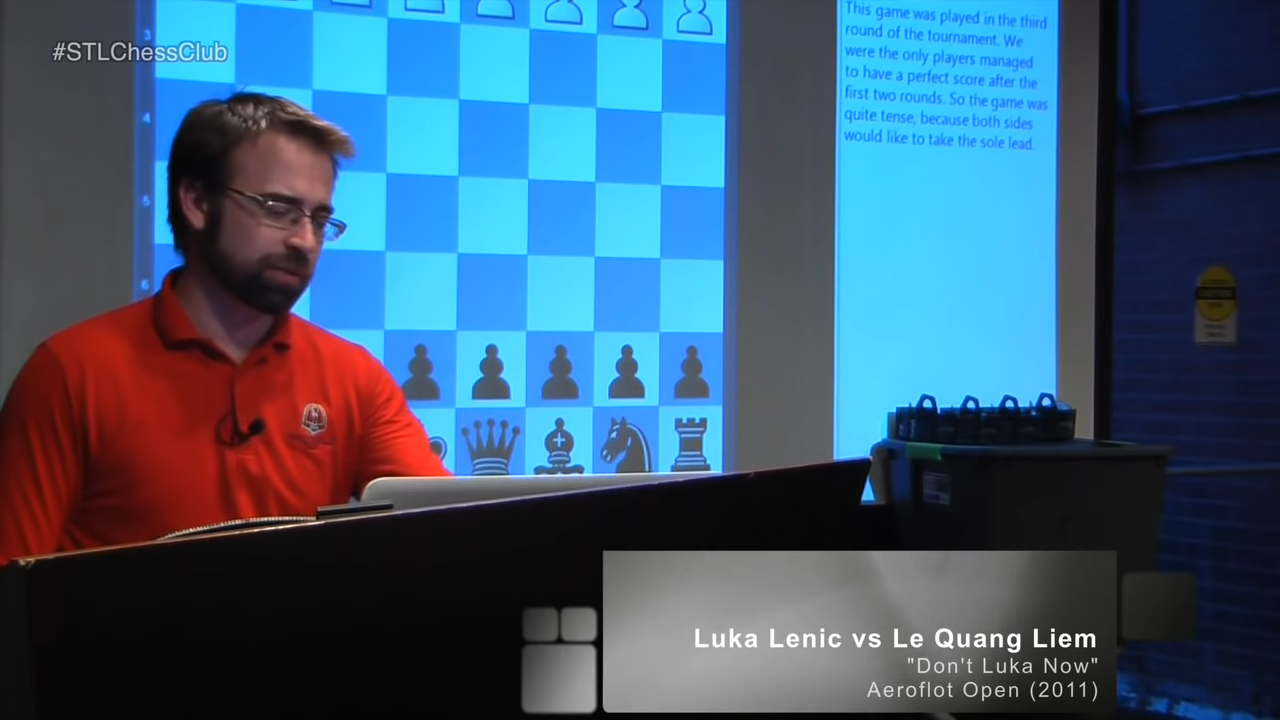 #STLChessClub
This game was played in the third
round of the tournament. We
were the only players managed
to have a perfect score after the
first two rounds. So the game was
quite tense, because both sides
would like to take the sole lead.
3
4
5
6
CAUTION
Luka Lenic vs Le Quang Liem
"Don't Luka Now"
Aeroflot Open (2011)